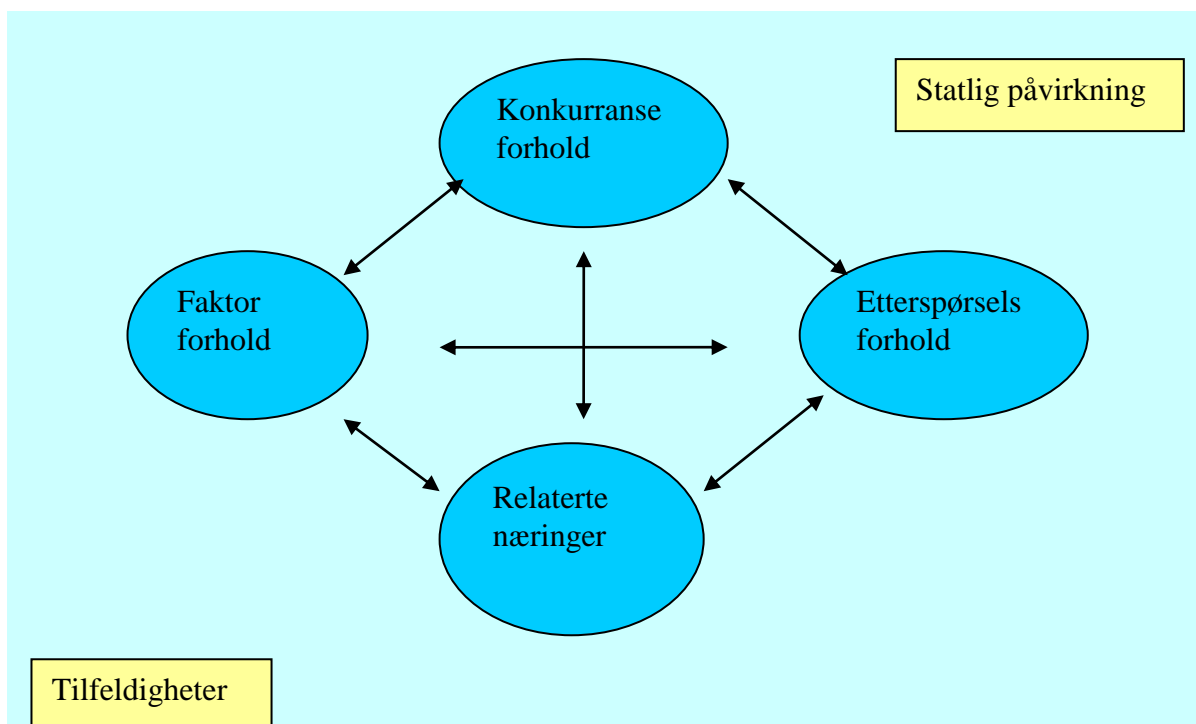 Konkurranse
forhold
Statlig påvirkning
Faktor
forhold
Etterspørsels
forhold
Relaterte
næringer
Tilfeldigheter